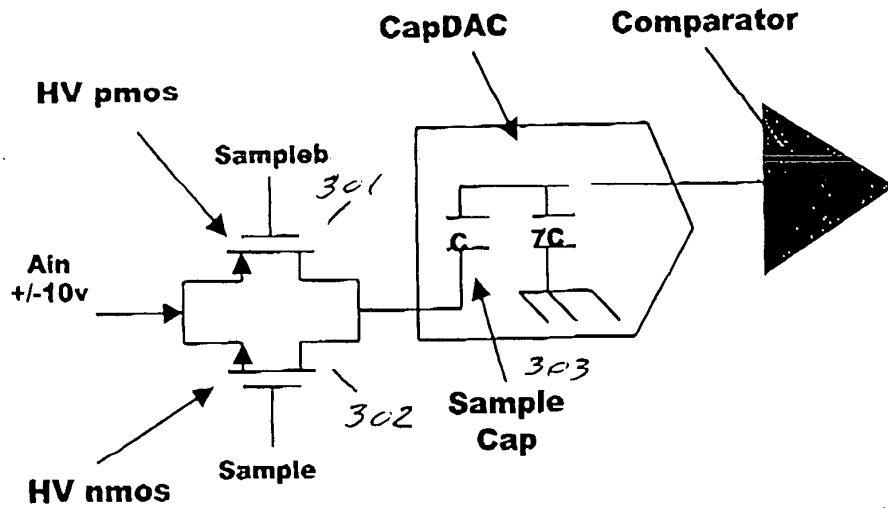 CapDAC
Comparator
HV pmos
Sampleb
301
C
7C
Ain
+/-10v
303
Sample
Cap
302
Sample
HV nmos